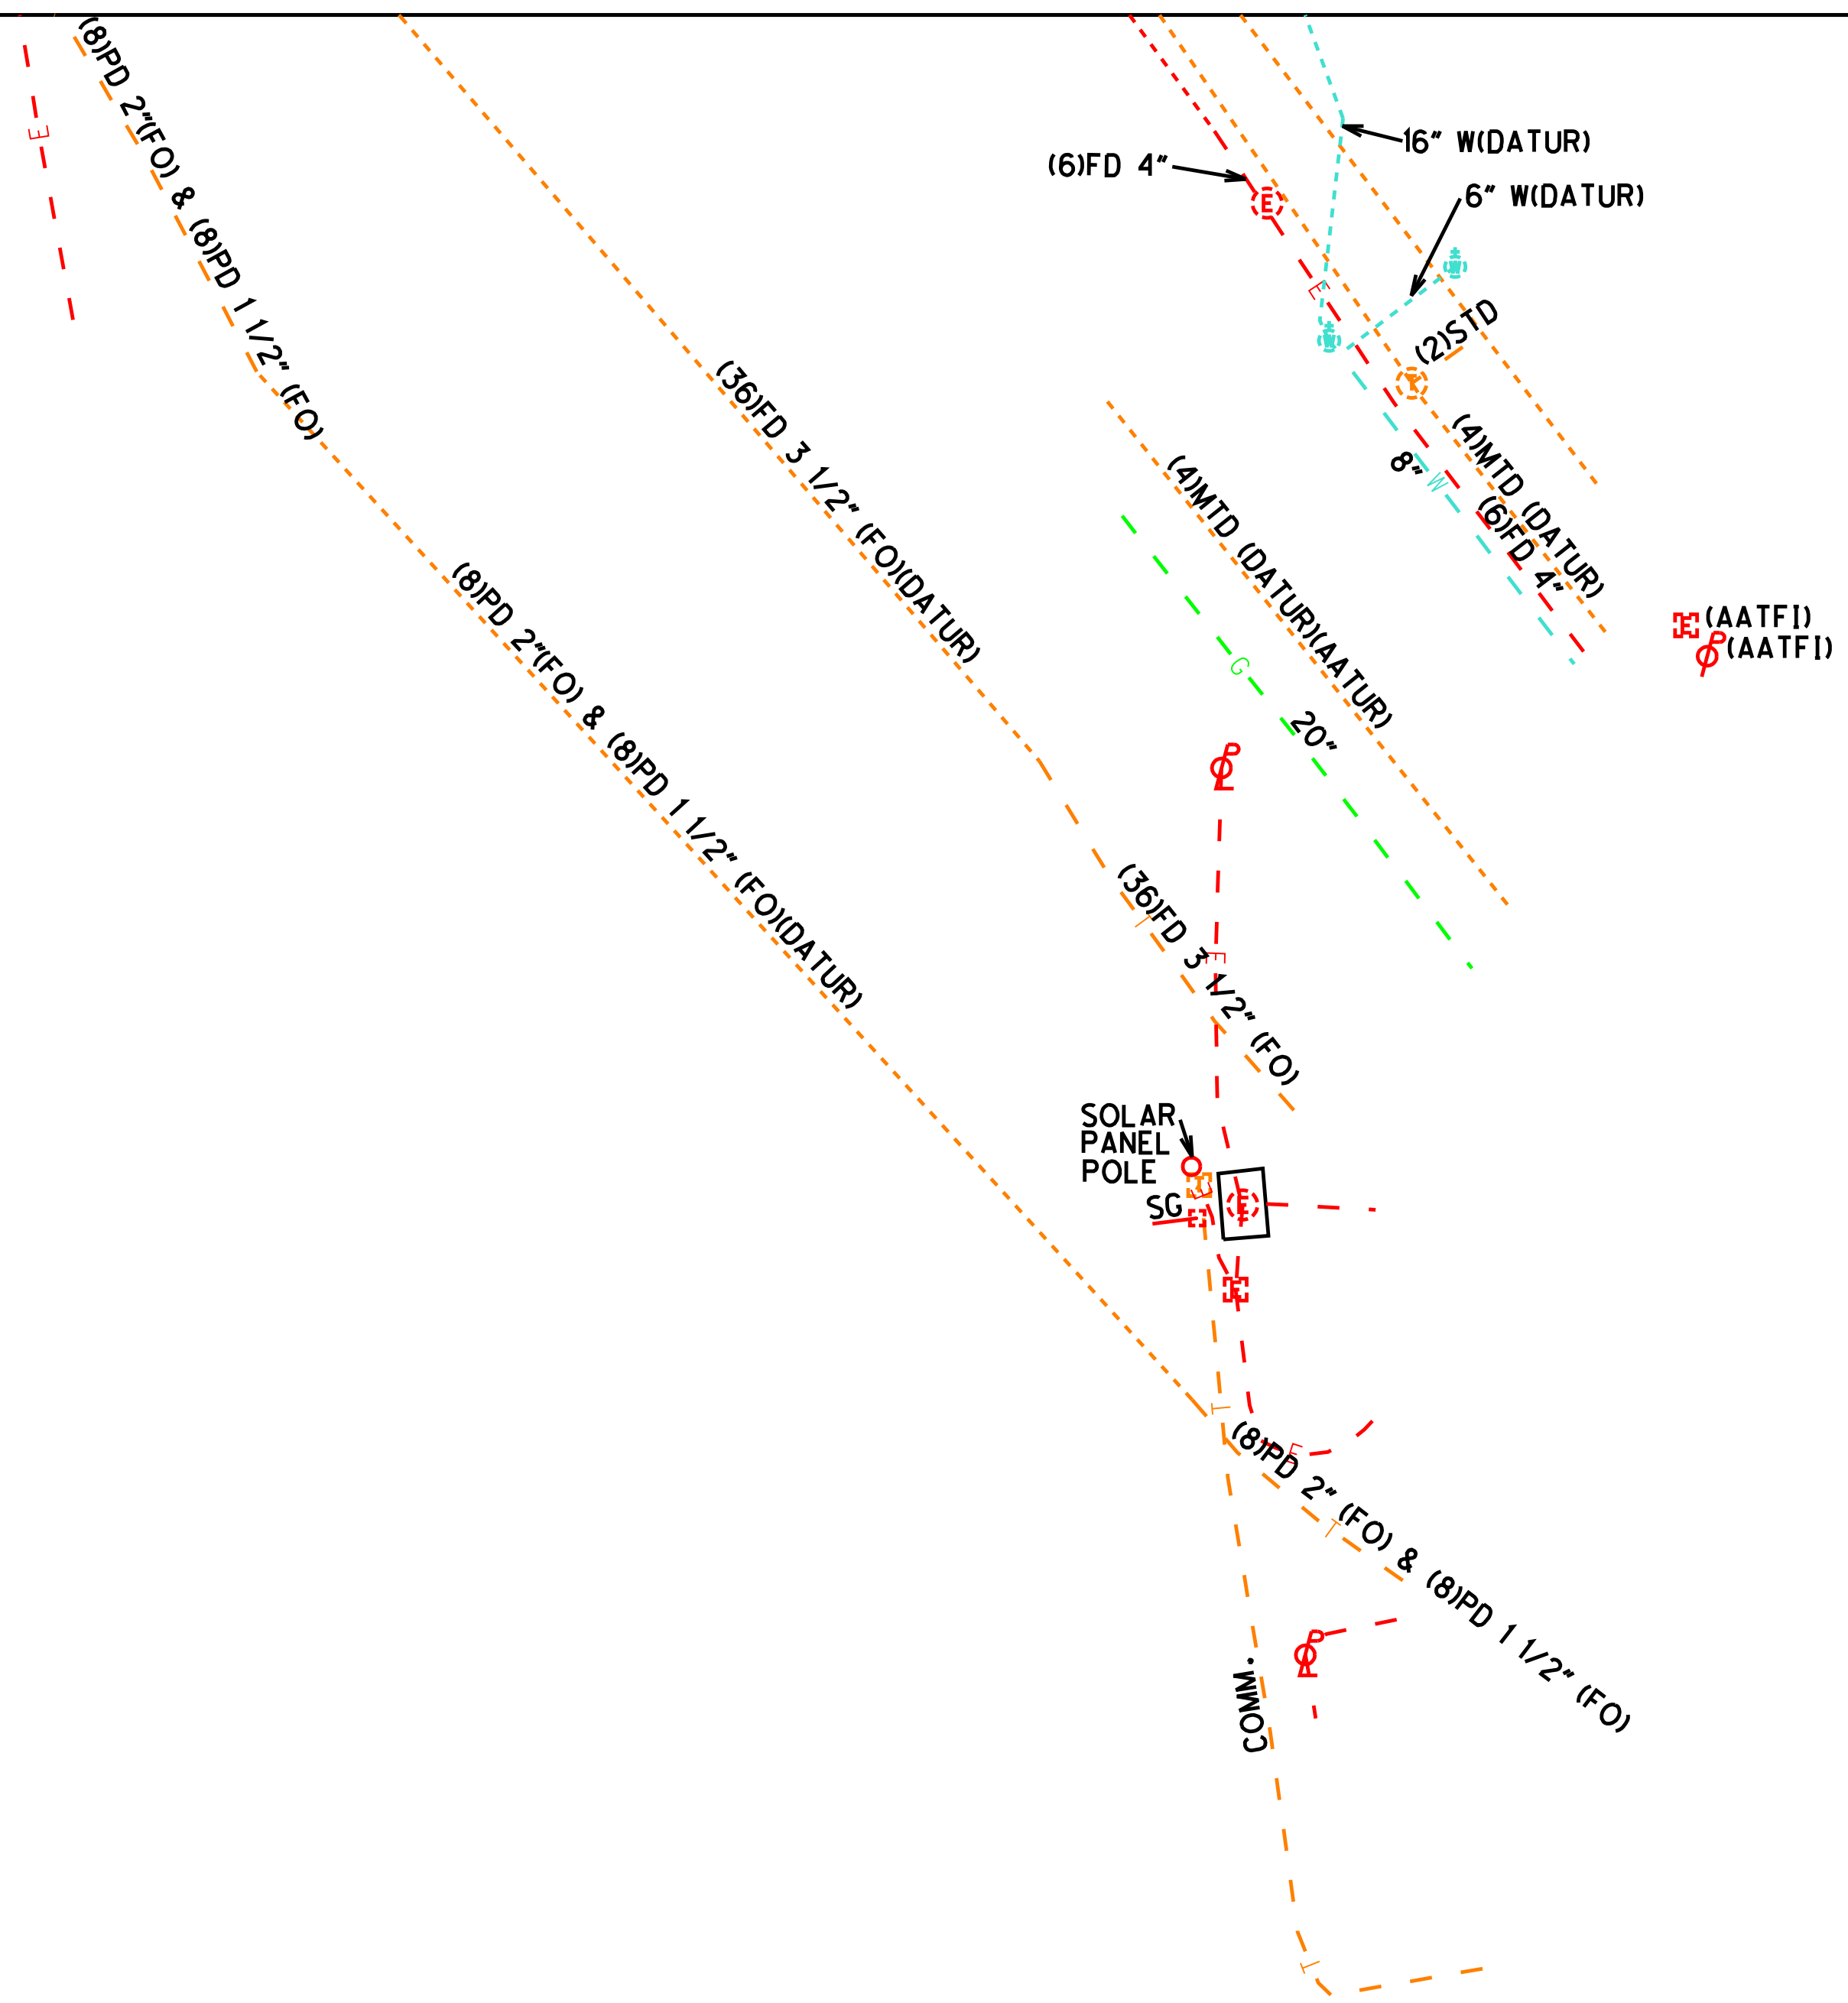 (8)PD 2"(FO) & (8)PD 1 1/2" (FO)
E
16" W(DATUR)
(6)FD 4"
6" W(DATUR)
E
W
E
W
(2)STD
T
(36)FD 3 1/2" (FO)(DATUR)
(4)MTD (DATUR)
8"
W
(6)FD 4"
(4)MTD (DATUR)(AATUR)
(8)PD 2"(FO) & (8)PD 1 1/2" (FO)(DATUR)
E (AATFI)
P (AATFI)
G
20"
P
(36)FD 3 1/2" (FO)
T
E
SOLAR
PANEL
POLE
T
E
E
SG
E
T
(8)PD 2" (FO) & (8)PD 1 1/2" (FO)
E
T
P
COMM.
T